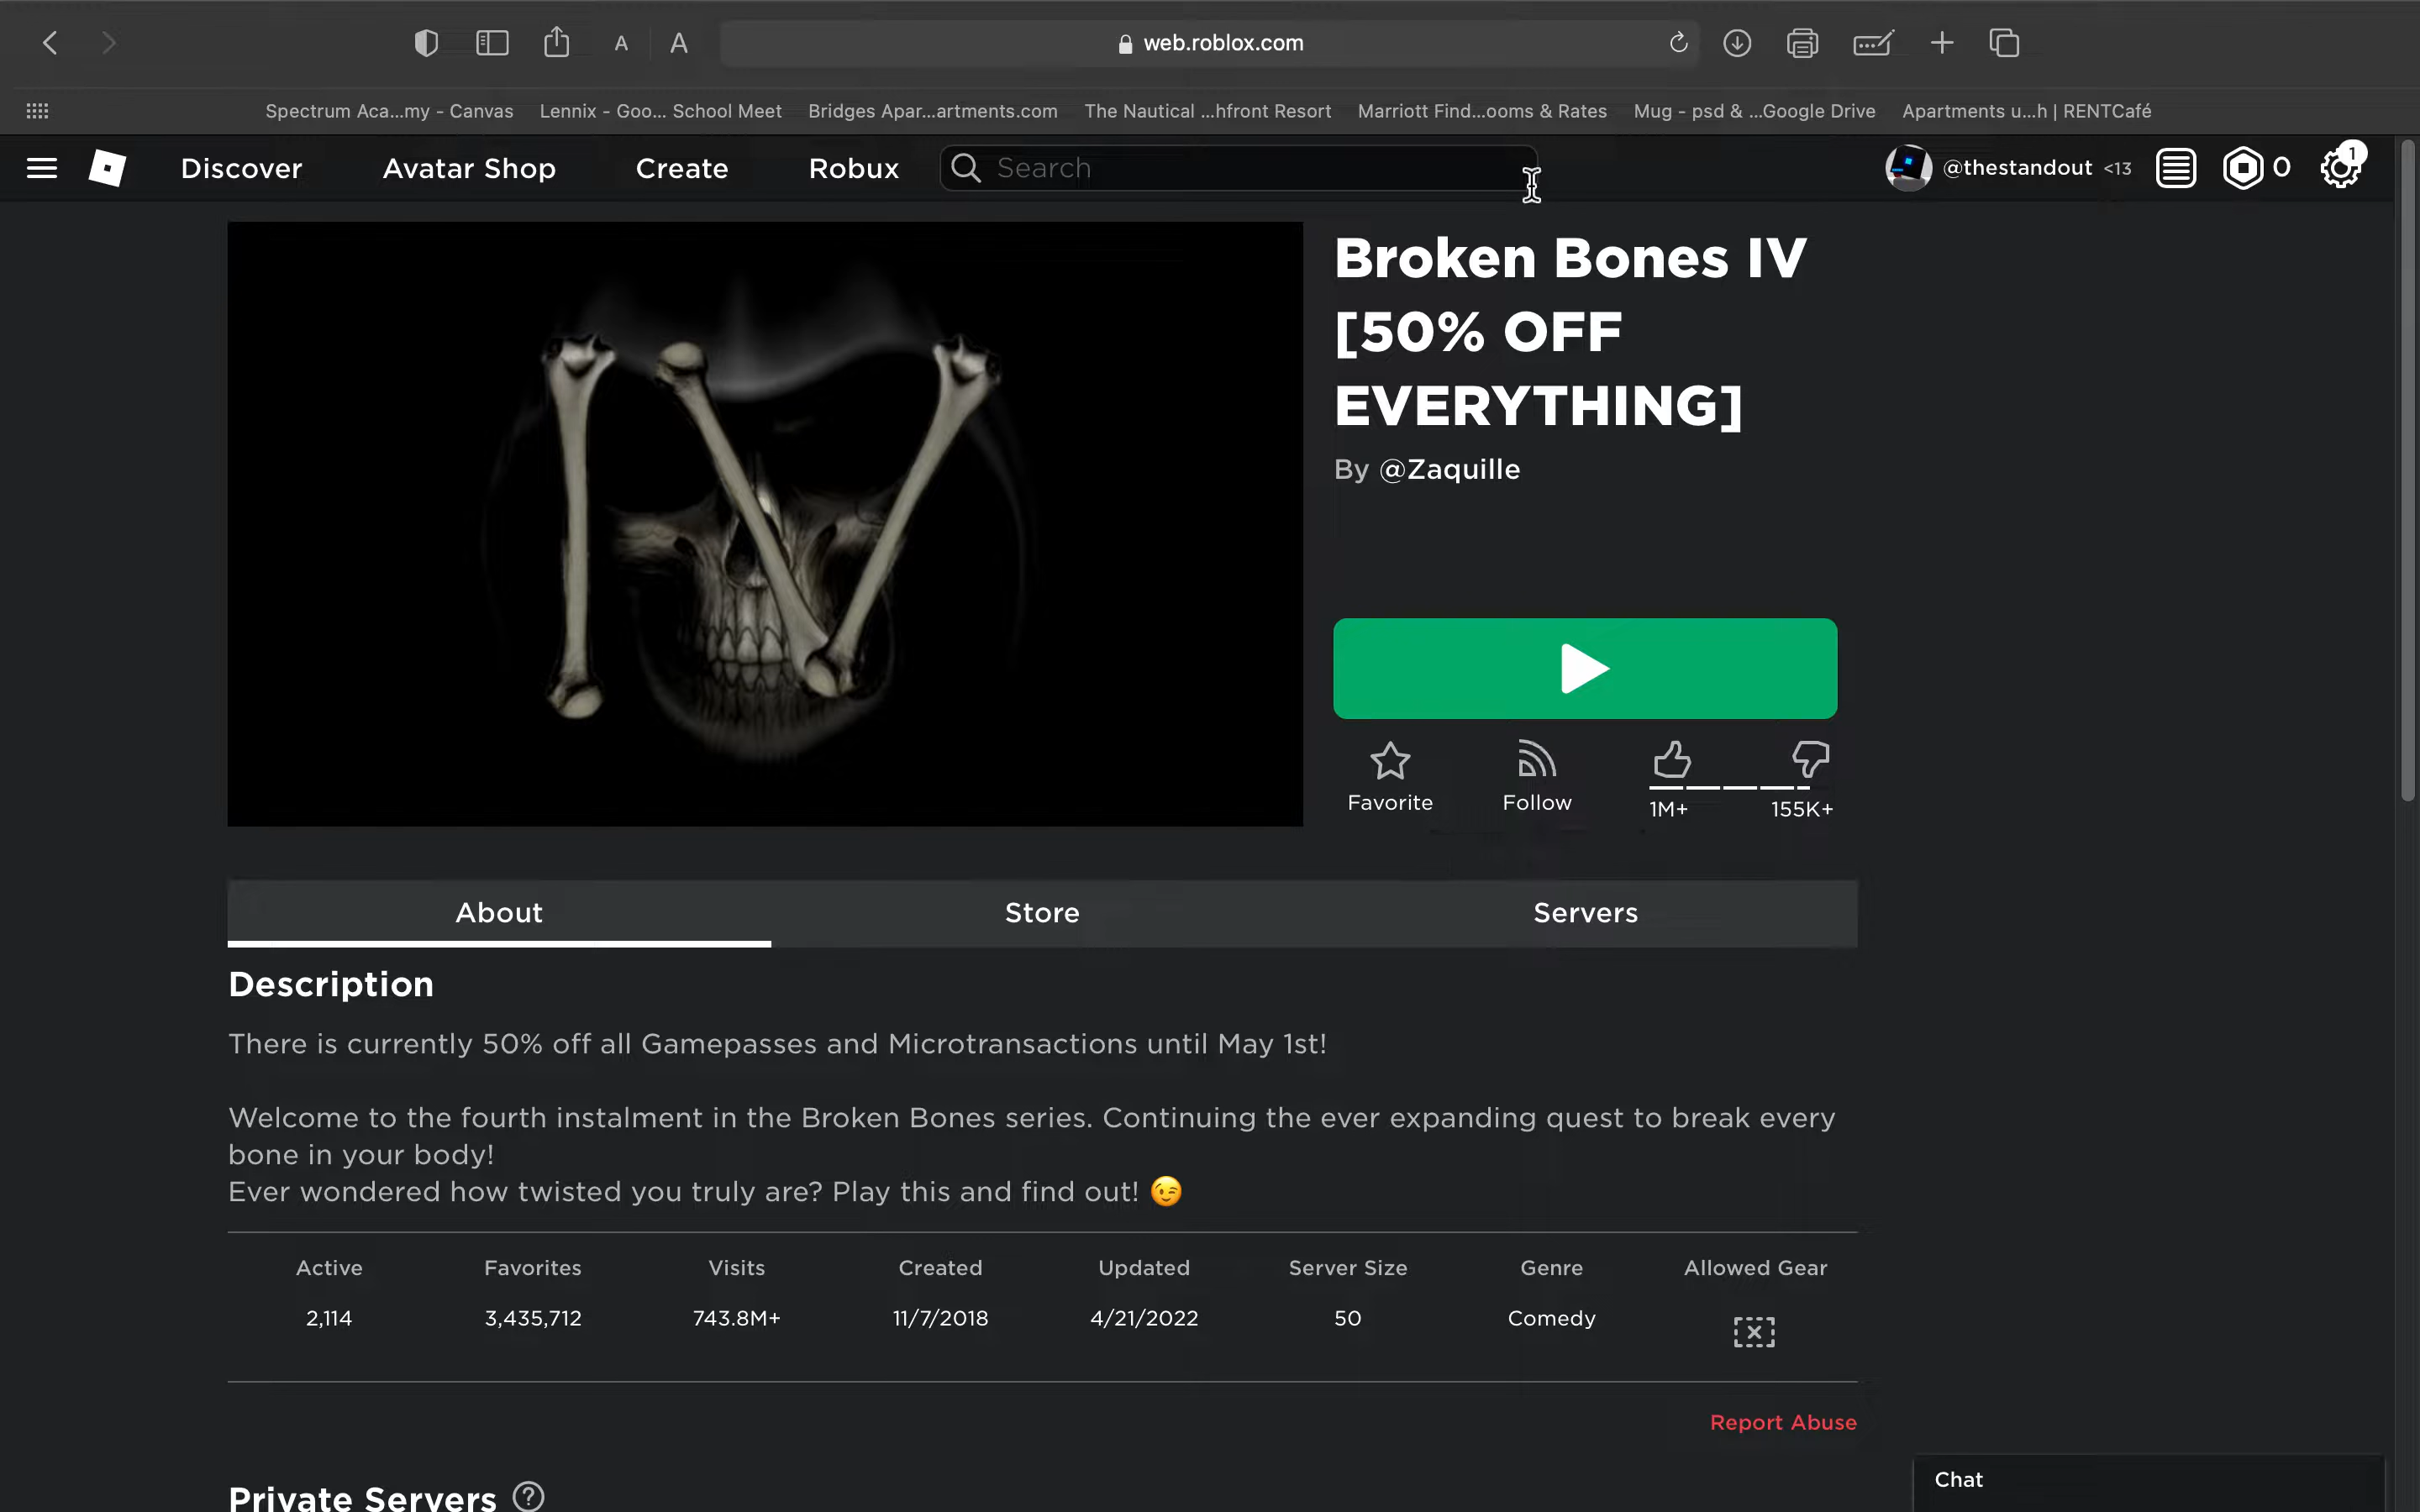 A A web.roblox.com
Spectrum Aca...my - Canvas Lennix - Goo... School Meet Bridges Apar...artments.com The Nautical ...hfront Resort Marriott Find...ooms & Rates Mug - psd & ...Google Drive Apartments u...h | RENTCafé
Discover Avatar Shop Create Robux Search @thestandout <13 0 1
Broken Bones IV
[50% OFF
EVERYTHING]
By @Zaquille
Favorite Follow 1M+ 155K+
About Store Servers
Description
There is currently 50% off all Gamepasses and Microtransactions until May 1st!
Welcome to the fourth instalment in the Broken Bones series. Continuing the ever expanding quest to break every
bone in your body!
Ever wondered how twisted you truly are? Play this and find out! 😉
Active Favorites Visits Created Updated Server Size Genre Allowed Gear
2,114 3,435,712 743.8M+ 11/7/2018 4/21/2022 50 Comedy
Report Abuse
Private Servers ?
Chat